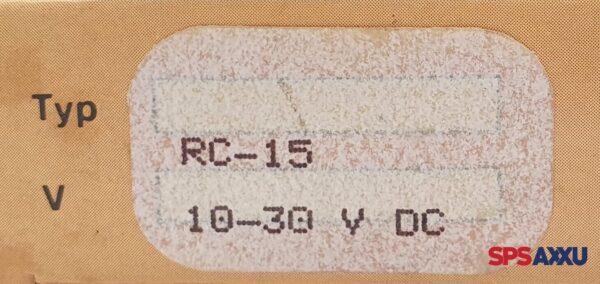 Typ
RC-15
V
10-30 V DC
SPSAXXU